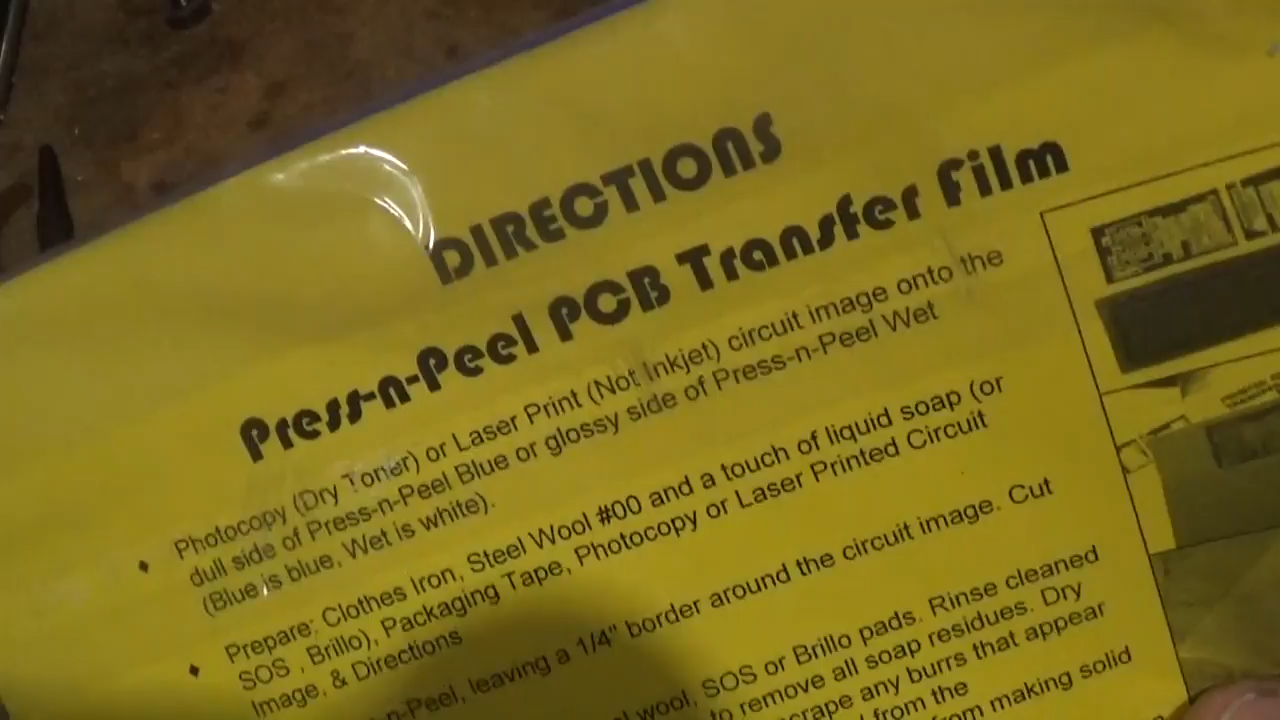 DIRECTIONS
Press-n-Peel PCB Transfer Film
Photocopy (Dry Toner) or Laser Print (Not Inkjet) circuit image onto the
dull side of Press-n-Peel Blue or glossy side of Press-n-Peel Wet
(Blue is blue, Wet is white).
Prepare: Clothes Iron, Steel Wool #00 and a touch of liquid soap (or
SOS , Brillo), Packaging Tape, Photocopy or Laser Printed Circuit
Image, & Directions
n-Peel, leaving a 1/4" border around the circuit image. Cut
wool, SOS or Brillo pads. Rinse cleaned
to remove all soap residues. Dry
scrape any burrs that appear
from the
from making solid